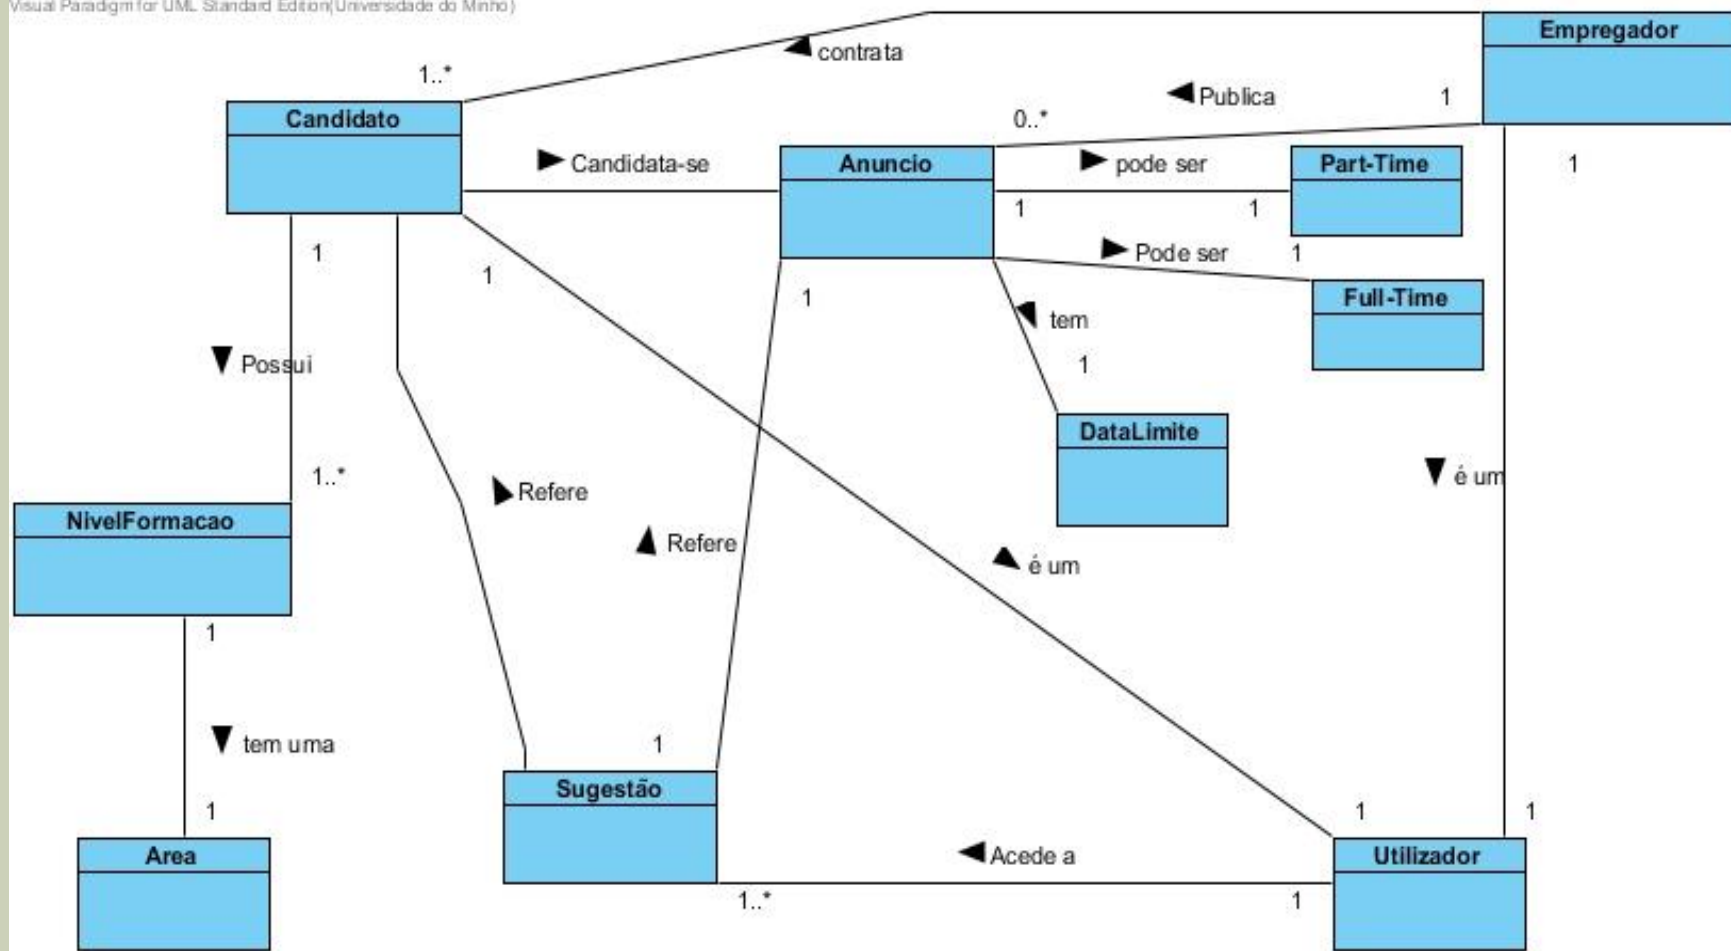 Visual Paradigm for UML Standard Edition(Universidade do Minho)
Empregador
contrata
1..*
Publica
1
0..*
Candidato
Candidata-se
Anuncio
pode ser
Part-Time
1
1
1
1
Pode ser
1
1
1
Full-Time
tem
1
Possui
DataLimite
1..*
Refere
é um
NivelFormacao
Refere
é um
1
tem uma
1
Sugestão
1
1
1
Area
Acede a
Utilizador
1..*
1